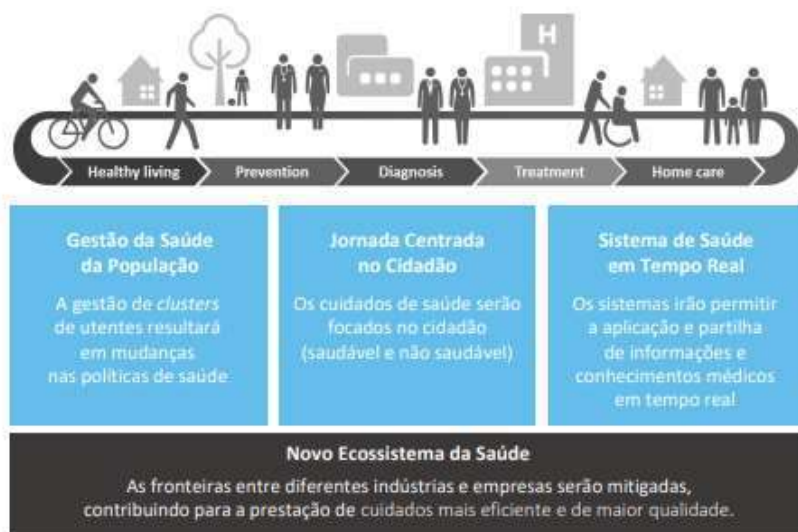 H
Healthy living
Prevention
Diagnosis
Treatment
Home care
Gestão da Saúde
da População
A gestão de clusters
de utentes resultará
em mudanças
nas políticas de saúde
Jornada Centrada
no Cidadão
Os cuidados de saúde serão
focados no cidadão
(saudável e não saudável)
Sistema de Saúde
em Tempo Real
Os sistemas irão permitir
a aplicação e partilha
de informações e
conhecimentos médicos
em tempo real
Novo Ecossistema da Saúde
As fronteiras entre diferentes indústrias e empresas serão mitigadas,
contribuindo para a prestação de cuidados mais eficiente e de maior qualidade.